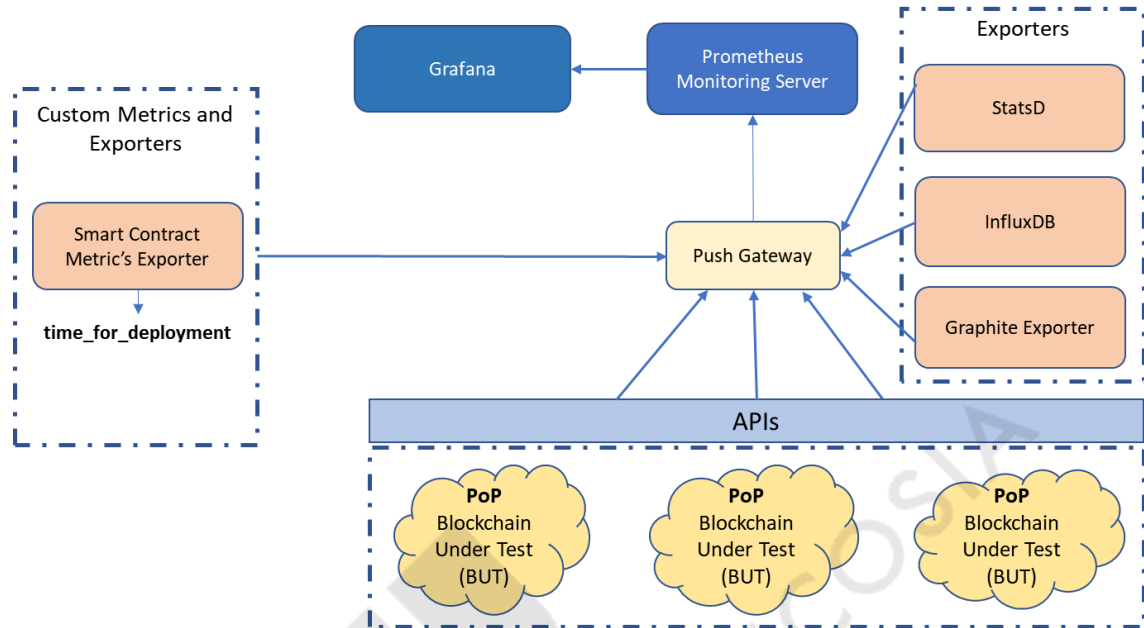 Exporters
Grafana
Prometheus
Monitoring Server
StatsD
Custom Metrics and
Exporters
Smart Contract
Metric's Exporter
InfluxDB
Push Gateway
time_for_deployment
Graphite Exporter
APIs
PoP
Blockchain
Under Test
(BUT)
PoP
Blockchain
Under Test
(BUT)
PoP
Blockchain
Under Test
(BUT)
COSIA